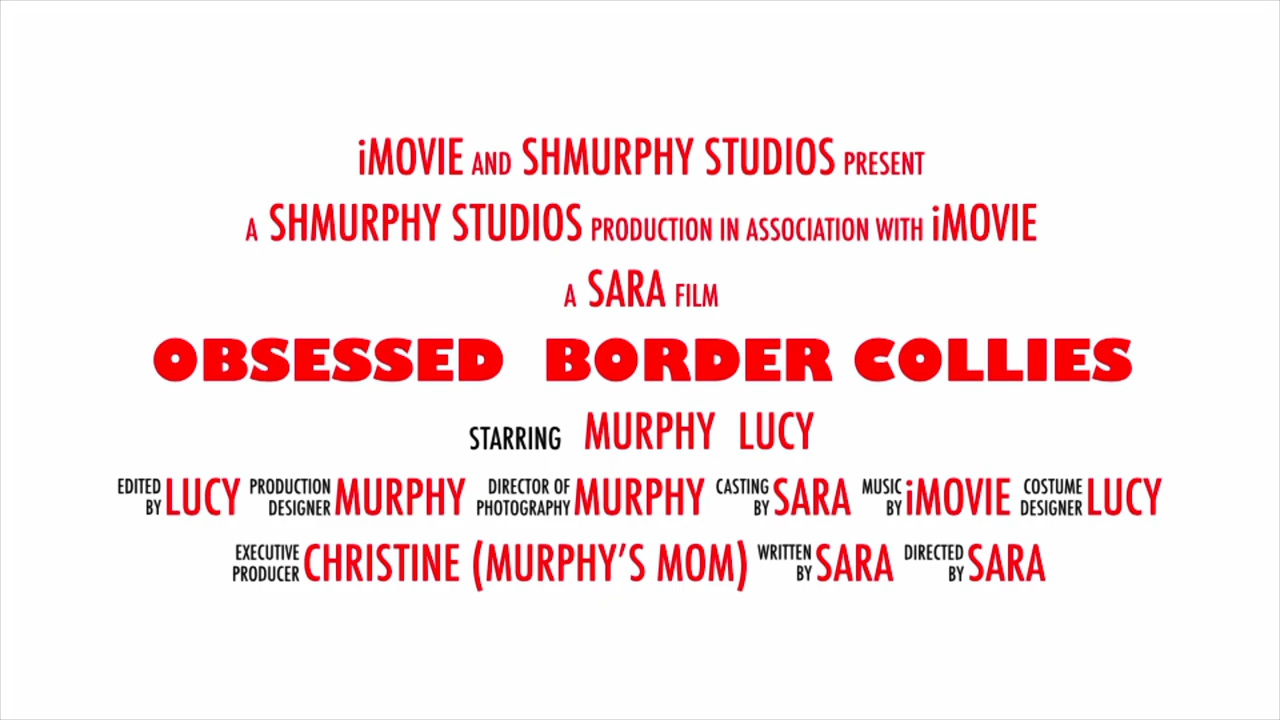 iMOVIE AND SHMURPHY STUDIOS PRESENT
A SHMURPHY STUDIOS PRODUCTION IN ASSOCIATION WITH iMOVIE
A SARA FILM
OBSESSED BORDER COLLIES
STARRING MURPHY LUCY
EDITED BY LUCY PRODUCTION DESIGNER MURPHY DIRECTOR OF PHOTOGRAPHY MURPHY CASTING BY SARA MUSIC BY iMOVIE COSTUME DESIGNER LUCY
EXECUTIVE PRODUCER CHRISTINE (MURPHY'S MOM) WRITTEN BY SARA DIRECTED BY SARA